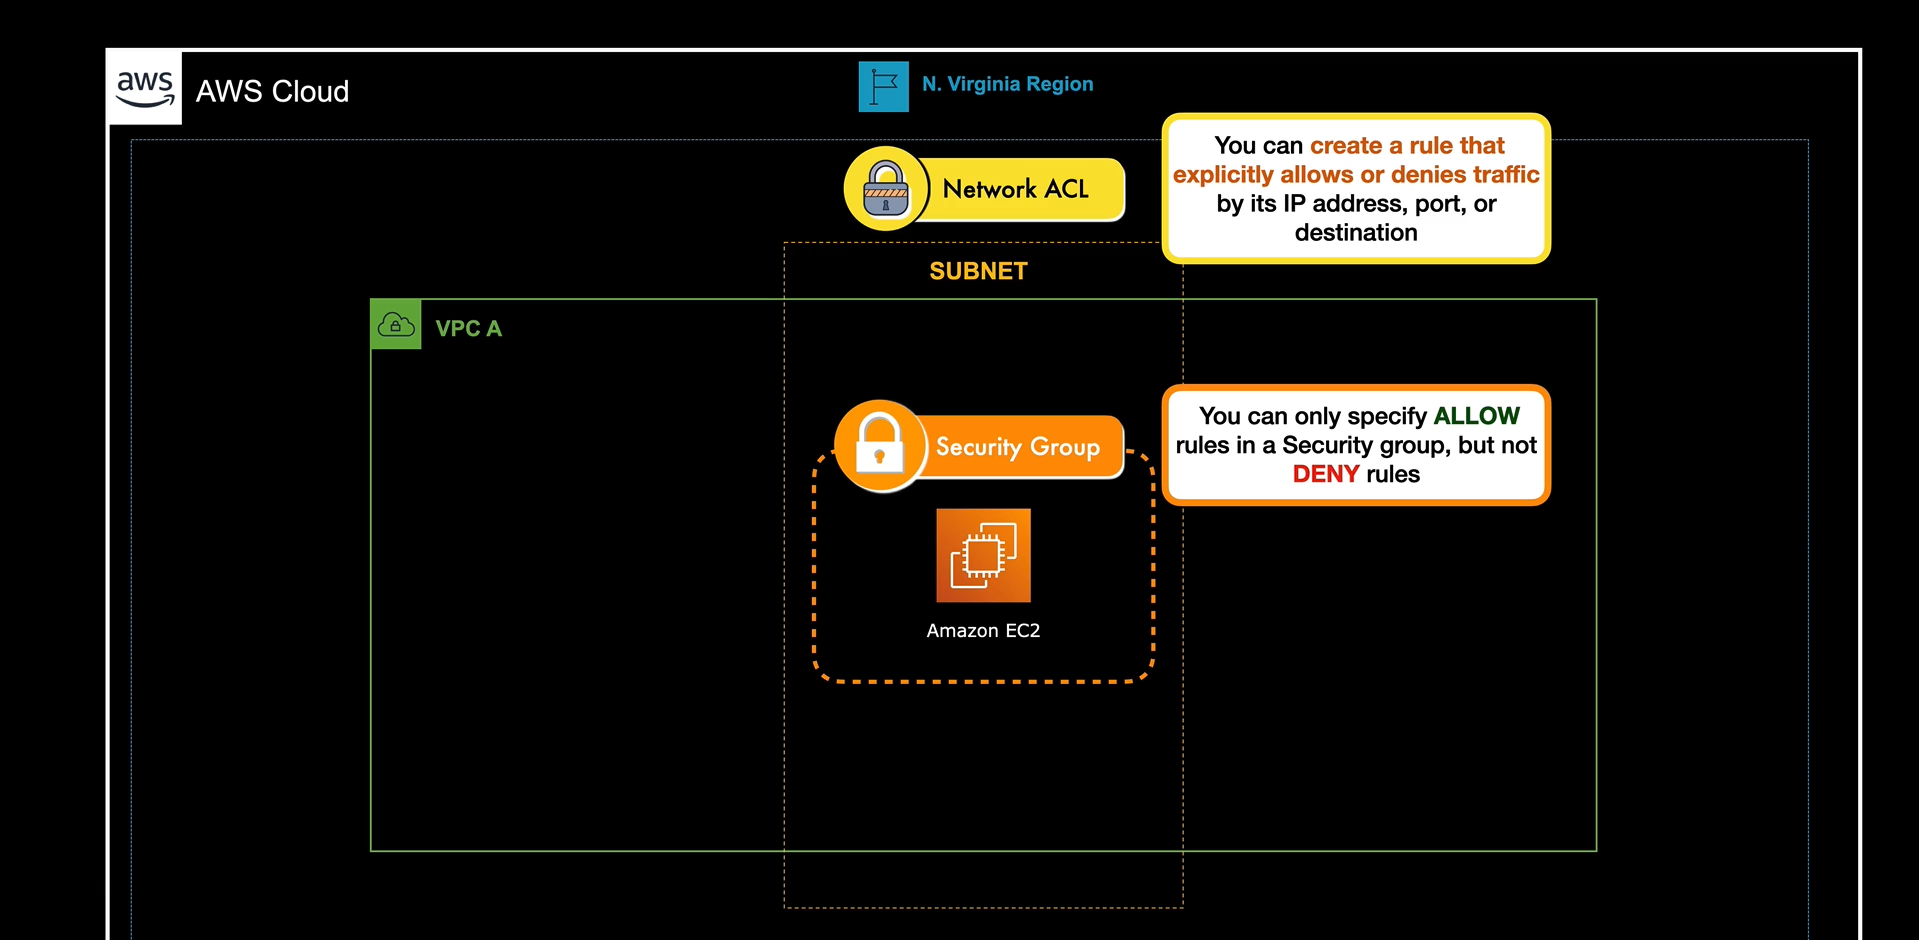 aws
AWS Cloud
N. Virginia Region
Network ACL
You can create a rule that
explicitly allows or denies traffic
by its IP address, port, or
destination
SUBNET
VPC A
Security Group
You can only specify ALLOW
rules in a Security group, but not
DENY rules
Amazon EC2